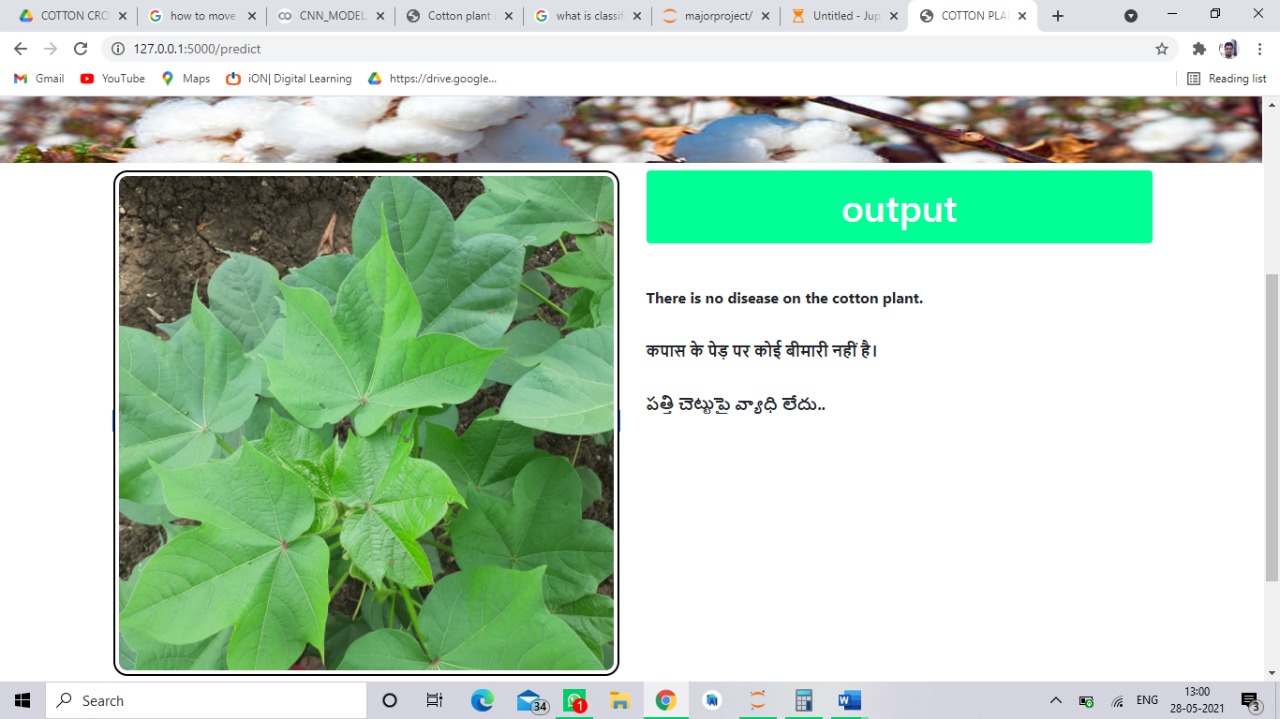 COTTON CRO
how to move
CNN_MODEL.
Cotton plant
what is classif
majorproject/
Untitled - Jup
COTTON PLA
127.0.0.1:5000/predict
Gmail
YouTube
Maps
iON| Digital Learning
https://drive.google...
Reading list
output
There is no disease on the cotton plant.
कपास के पेड़ पर कोई बीमारी नहीं है।
పత్తి చెట్టుపై వ్యాధి లేదు..
Search
34
1
ENG
13:00
28-05-2021
3